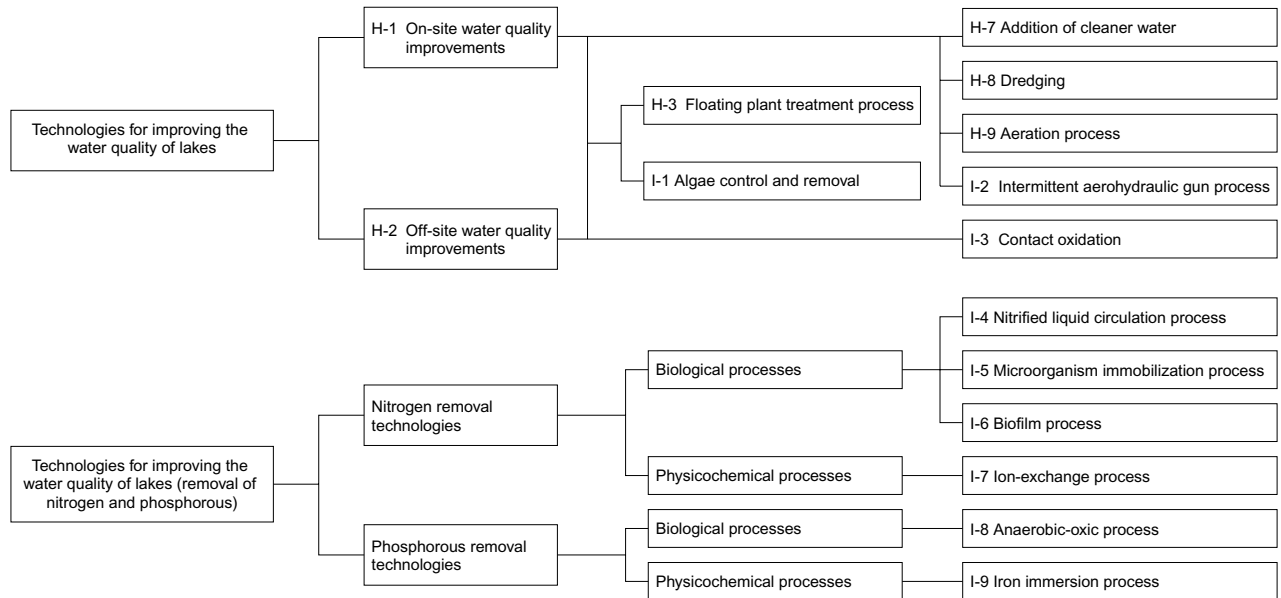 Technologies for improving the
water quality of lakes
H-1 On-site water quality
improvements
H-2 Off-site water quality
improvements
H-3 Floating plant treatment process
I-1 Algae control and removal
H-7 Addition of cleaner water
H-8 Dredging
H-9 Aeration process
I-2 Intermittent aerohydraulic gun process
I-3 Contact oxidation
Technologies for improving the
water quality of lakes (removal of
nitrogen and phosphorous)
Nitrogen removal
technologies
Phosphorous removal
technologies
Biological processes
Physicochemical processes
Biological processes
Physicochemical processes
I-4 Nitrified liquid circulation process
I-5 Microorganism immobilization process
I-6 Biofilm process
I-7 Ion-exchange process
I-8 Anaerobic-oxic process
I-9 Iron immersion process